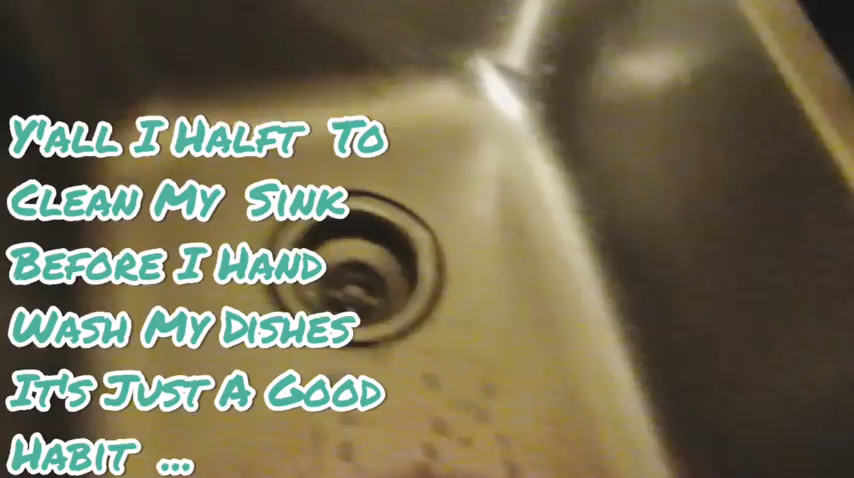 Y'all I Halft To
Clean My Sink
Before I Hand
Wash My Dishes
It's Just A Good
Habit ...